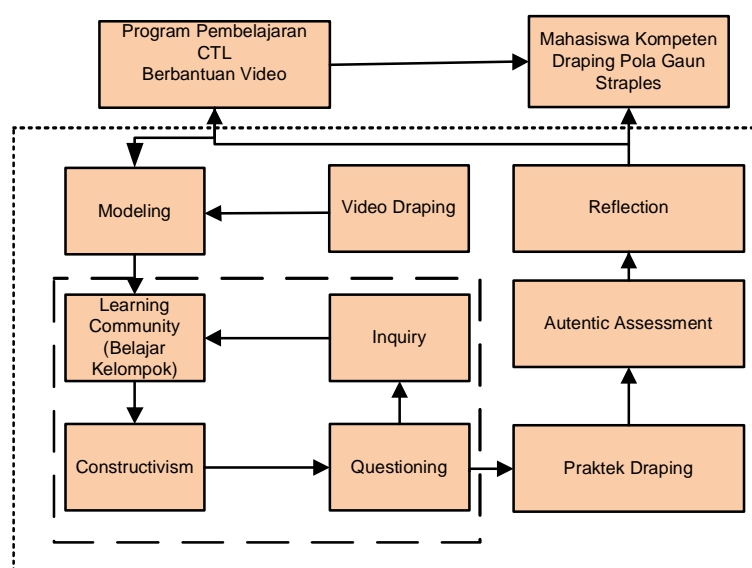 Program Pembelajaran
CTL
Berbantuan Video
Mahasiswa Kompeten
Draping Pola Gaun
Straples
Modeling
Video Draping
Reflection
Learning
Community
(Belajar
Kelompok)
Inquiry
Autentic Assessment
Constructivism
Questioning
Praktek Draping